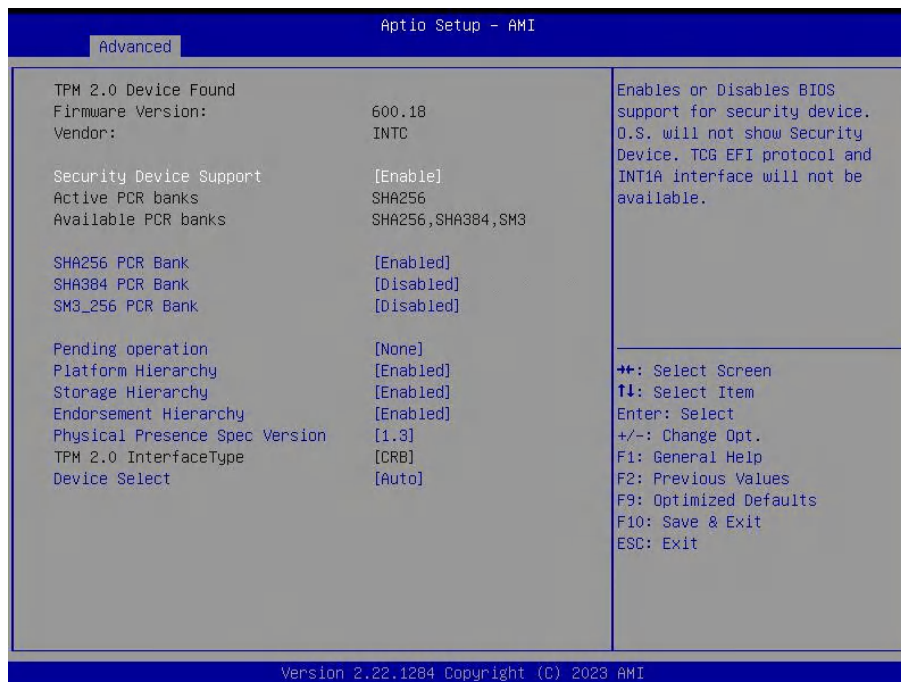 Aptio Setup – AMI
Advanced
TPM 2.0 Device Found
Firmware Version: 600.18
Vendor: INTC
Security Device Support [Enable]
Active PCR banks SHA256
Available PCR banks SHA256,SHA384,SM3
SHA256 PCR Bank [Enabled]
SHA384 PCR Bank [Disabled]
SM3_256 PCR Bank [Disabled]
Pending operation [None]
Platform Hierarchy [Enabled]
Storage Hierarchy [Enabled]
Endorsement Hierarchy [Enabled]
Physical Presence Spec Version [1.3]
TPM 2.0 InterfaceType [CRB]
Device Select [Auto]
Enables or Disables BIOS
support for security device.
O.S. will not show Security
Device. TCG EFI protocol and
INT1A interface will not be
available.
→←: Select Screen
↑↓: Select Item
Enter: Select
+/-: Change Opt.
F1: General Help
F2: Previous Values
F9: Optimized Defaults
F10: Save & Exit
ESC: Exit
Version 2.22.1284 Copyright (C) 2023 AMI